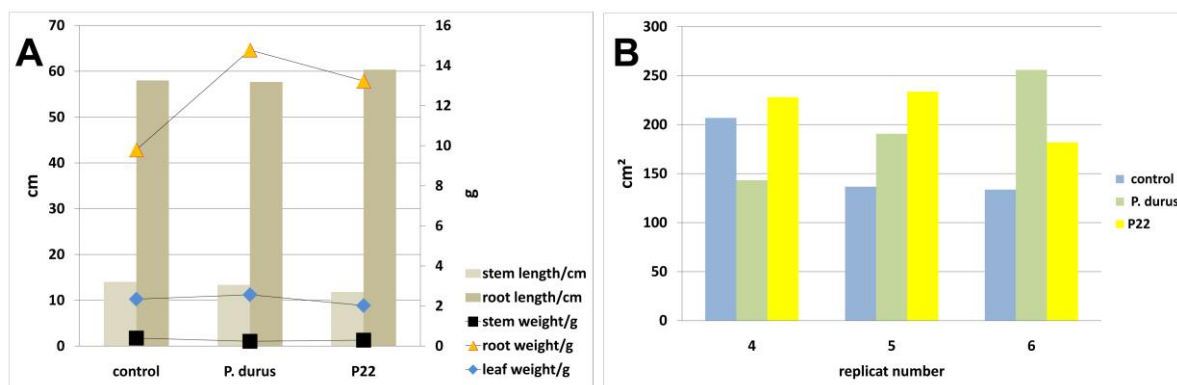 A
70
60
50
40
30
20
10
0
cm
16
14
12
10
8
6
4
2
0
g
control P. durus P22
stem length/cm
root length/cm
stem weight/g
root weight/g
leaf weight/g
B
300
250
200
150
100
50
0
cm²
4 5 6
replicat number
control
P. durus
P22